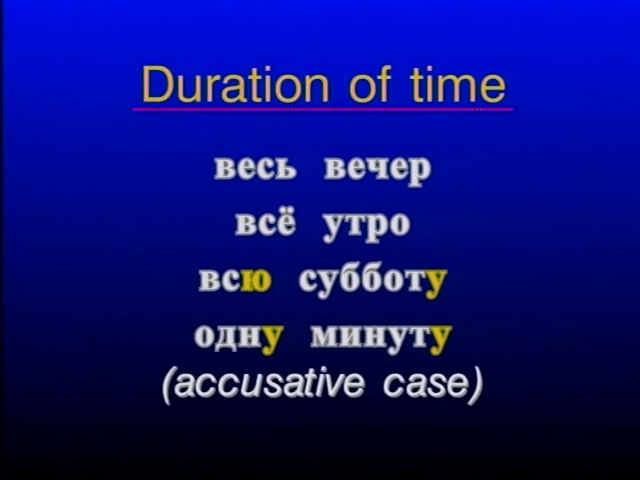 Duration of time
весь вечер
всё утро
всю субботу
одну минуту
(accusative case)